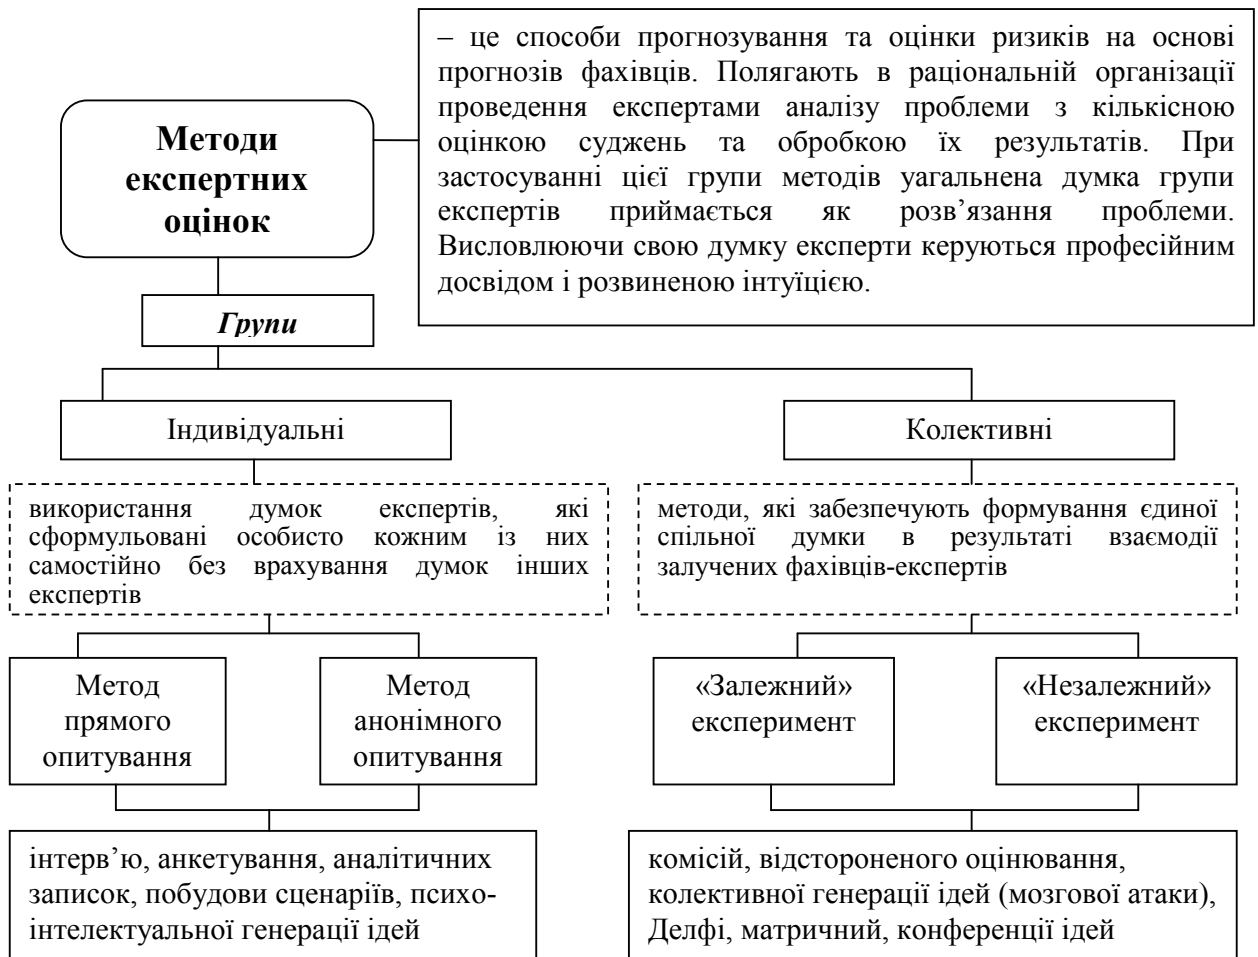 Методи
експертних
оцінок
– це способи прогнозування та оцінки ризиків на основі
прогнозів фахівців. Полягають в раціональній організації
проведення експертами аналізу проблеми з кількісною
оцінкою суджень та обробкою їх результатів. При
застосуванні цієї групи методів уагальнена думка групи
експертів приймається як розв’язання проблеми.
Висловлюючи свою думку експерти керуються професійним
досвідом і розвиненою інтуїцією.
Групи
Індивідуальні
Колективні
використання думок експертів, які
сформульовані особисто кожним із них
самостійно без врахування думок інших
експертів
методи, які забезпечують формування єдиної
спільної думки в результаті взаємодії
залучених фахівців-експертів
Метод
прямого
опитування
Метод
анонімного
опитування
«Залежний»
експеримент
«Незалежний»
експеримент
інтерв’ю, анкетування, аналітичних
записок, побудови сценаріїв, психо-
інтелектуальної генерації ідей
комісій, відстороненого оцінювання,
колективної генерації ідей (мозгової атаки),
Делфі, матричний, конференції ідей